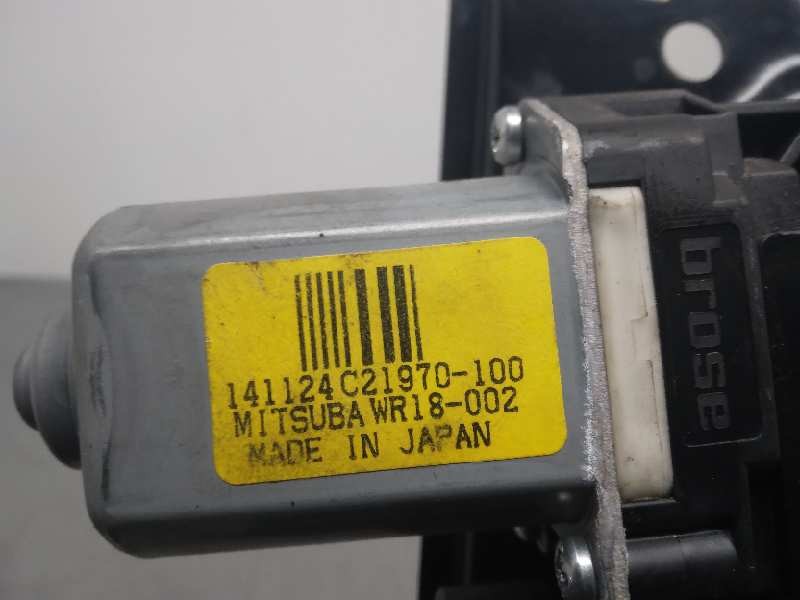 141124 C21970-100
MITSUBA WR18-002
MADE IN JAPAN
brose